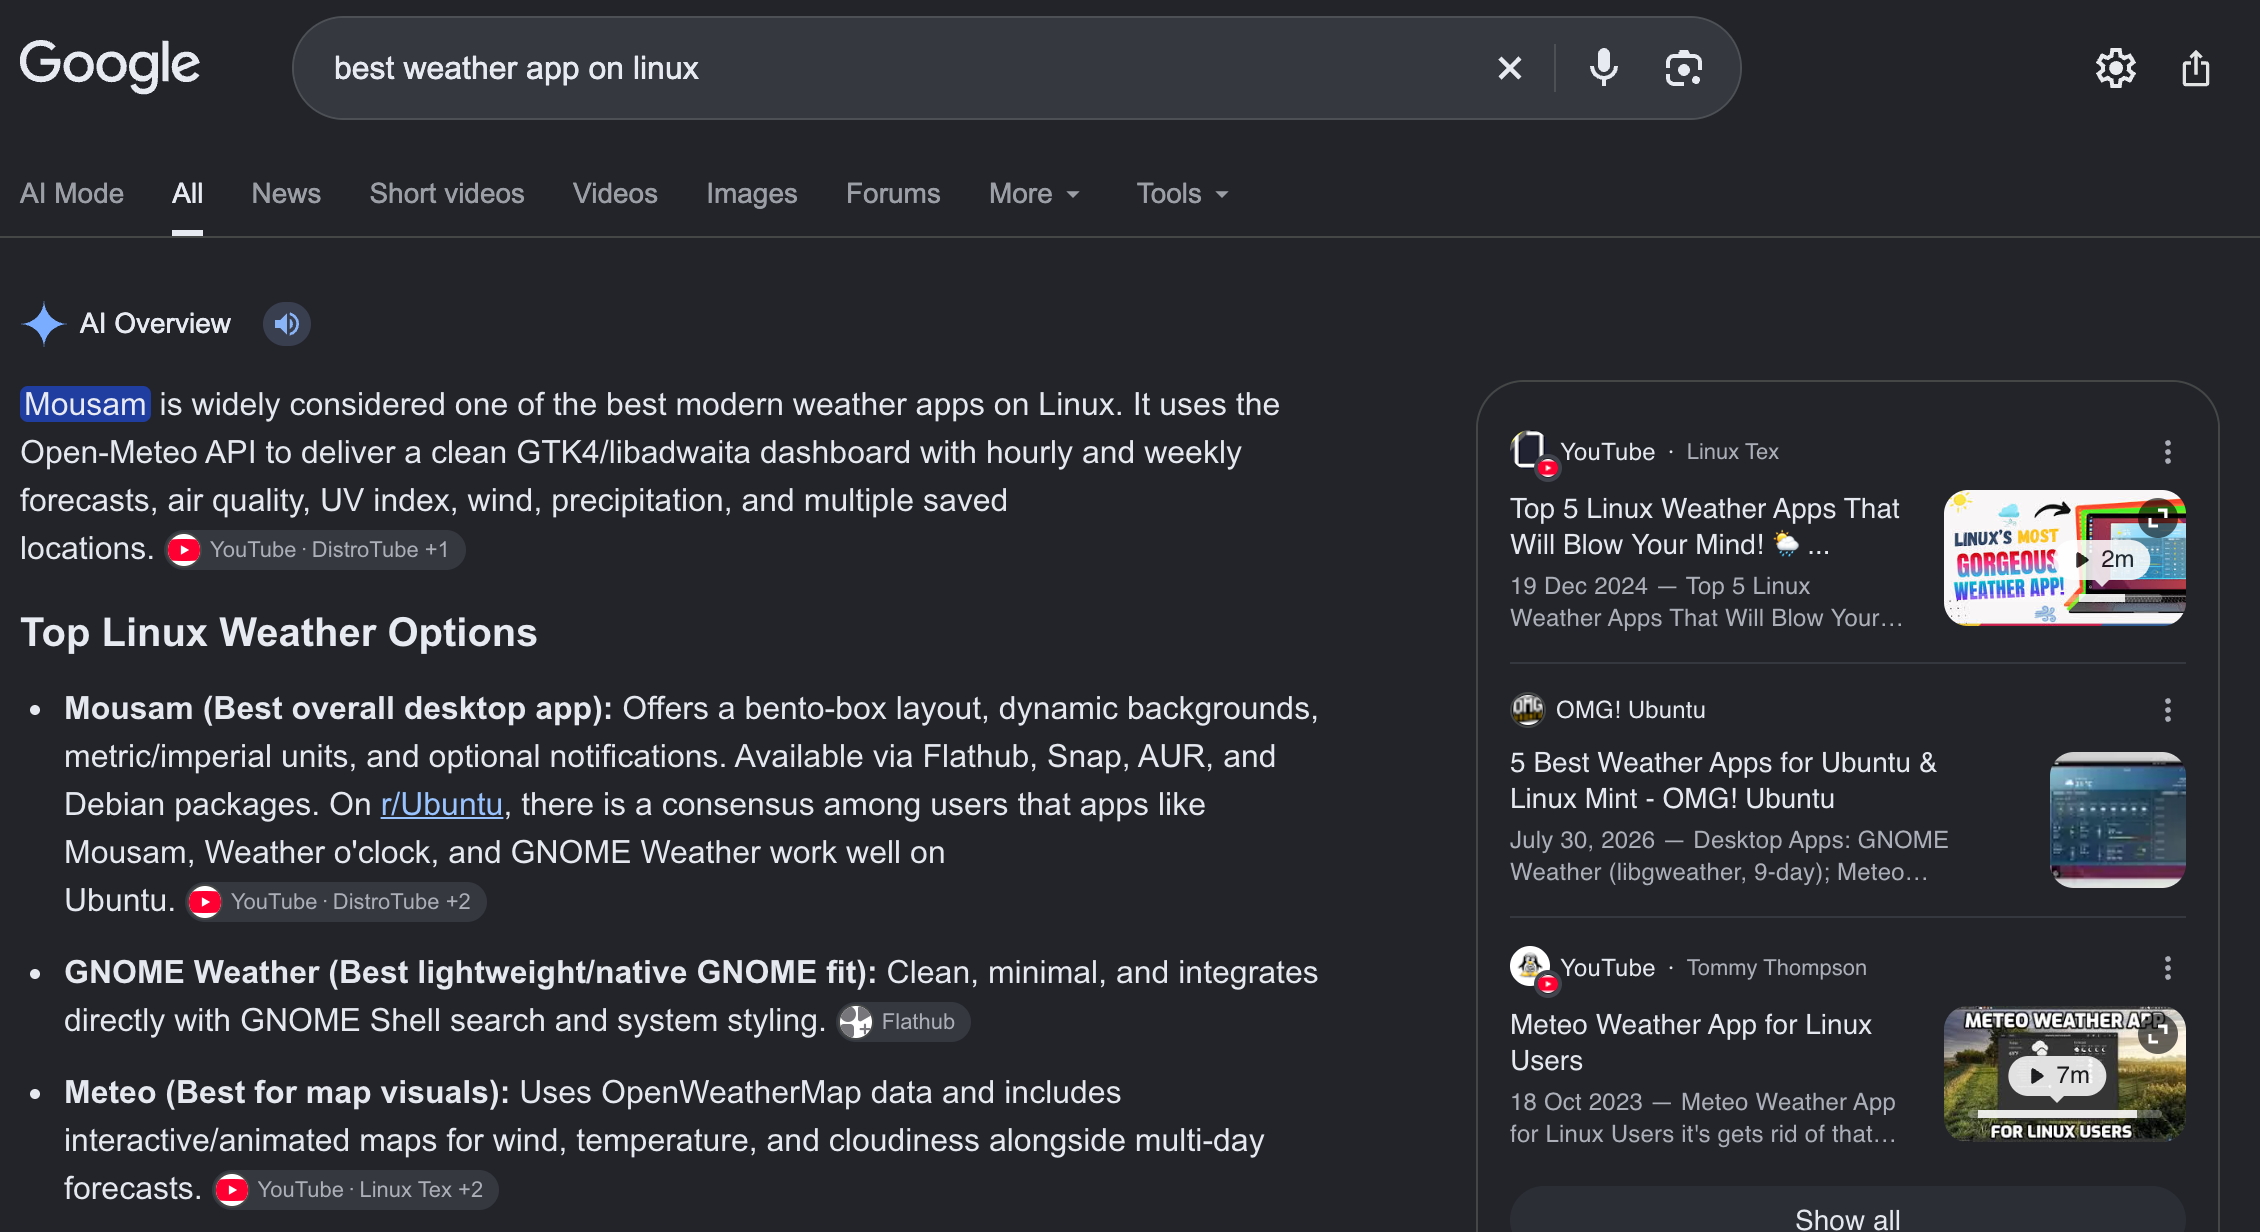 Google
best weather app on linux
AI Mode
All
News
Short videos
Videos
Images
Forums
More
Tools
AI Overview
Mousam is widely considered one of the best modern weather apps on Linux. It uses the
Open-Meteo API to deliver a clean GTK4/libadwaita dashboard with hourly and weekly
forecasts, air quality, UV index, wind, precipitation, and multiple saved
locations. YouTube · DistroTube +1
Top Linux Weather Options
• Mousam (Best overall desktop app): Offers a bento-box layout, dynamic backgrounds,
metric/imperial units, and optional notifications. Available via Flathub, Snap, AUR, and
Debian packages. On r/Ubuntu, there is a consensus among users that apps like
Mousam, Weather o'clock, and GNOME Weather work well on
Ubuntu. YouTube · DistroTube +2
• GNOME Weather (Best lightweight/native GNOME fit): Clean, minimal, and integrates
directly with GNOME Shell search and system styling. Flathub
• Meteo (Best for map visuals): Uses OpenWeatherMap data and includes
interactive/animated maps for wind, temperature, and cloudiness alongside multi-day
forecasts. YouTube · Linux Tex +2
YouTube · Linux Tex
Top 5 Linux Weather Apps That
Will Blow Your Mind! 🌦️ ...
19 Dec 2024 — Top 5 Linux
Weather Apps That Will Blow Your…
LINUX'S MOST
GORGEOUS
WEATHER APP!
2m
OMG! Ubuntu
5 Best Weather Apps for Ubuntu &
Linux Mint - OMG! Ubuntu
July 30, 2026 — Desktop Apps: GNOME
Weather (libgweather, 9-day); Meteo…
YouTube · Tommy Thompson
Meteo Weather App for Linux
Users
18 Oct 2023 — Meteo Weather App
for Linux Users it's gets rid of that…
METEO WEATHER APP
7m
FOR LINUX USERS
Show all